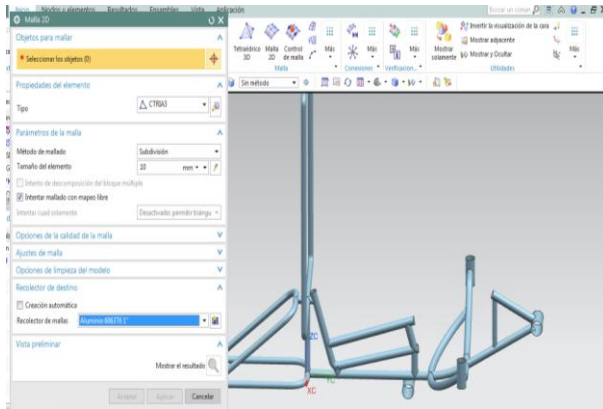 Inicio Nodos y elementos Resultados Ensambles Vista Aplicación
Malla 2D
Objetos para mallar
* Seleccionar los objetos (0)
Propiedades del elemento
Tipo
CTRIA3
Parámetros de la malla
Método de mallado
Subdivisión
Tamaño del elemento
10
mm
Intento de descomposición del bloque múltiple
Intentar mallado con mapeo libre
Intentar cuad solamente
Desactivado: permitir triángu
Opciones de la calidad de la malla
Ajustes de malla
Opciones de limpieza del modelo
Recolector de destino
Creación automática
Recolector de mallas
Vista preliminar
Mostrar el resultado
Aceptar
Aplicar
Cancelar
Tetraédrico 3D
Malla 2D
Control de malla
Más
Malla
Más
Conexiones
Más
Verificación...
Mostrar solamente
Invertir la visualización de la cara
Mostrar adyacente
Mostrar y Ocultar
Más
Utilidades
Sin método
ZC
YC
XC